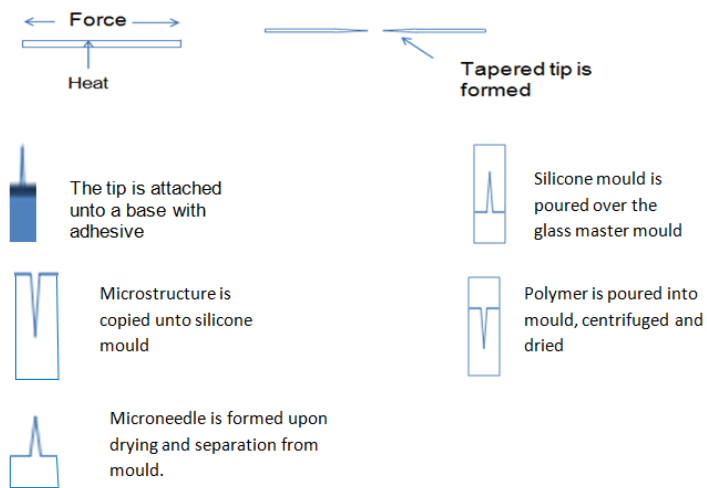 Force
Heat
Tapered tip is
formed
The tip is attached
unto a base with
adhesive
Silicone mould is
poured over the
glass master mould
Microstructure is
copied unto silicone
mould
Polymer is poured into
mould, centrifuged and
dried
Microneedle is formed upon
drying and separation from
mould.